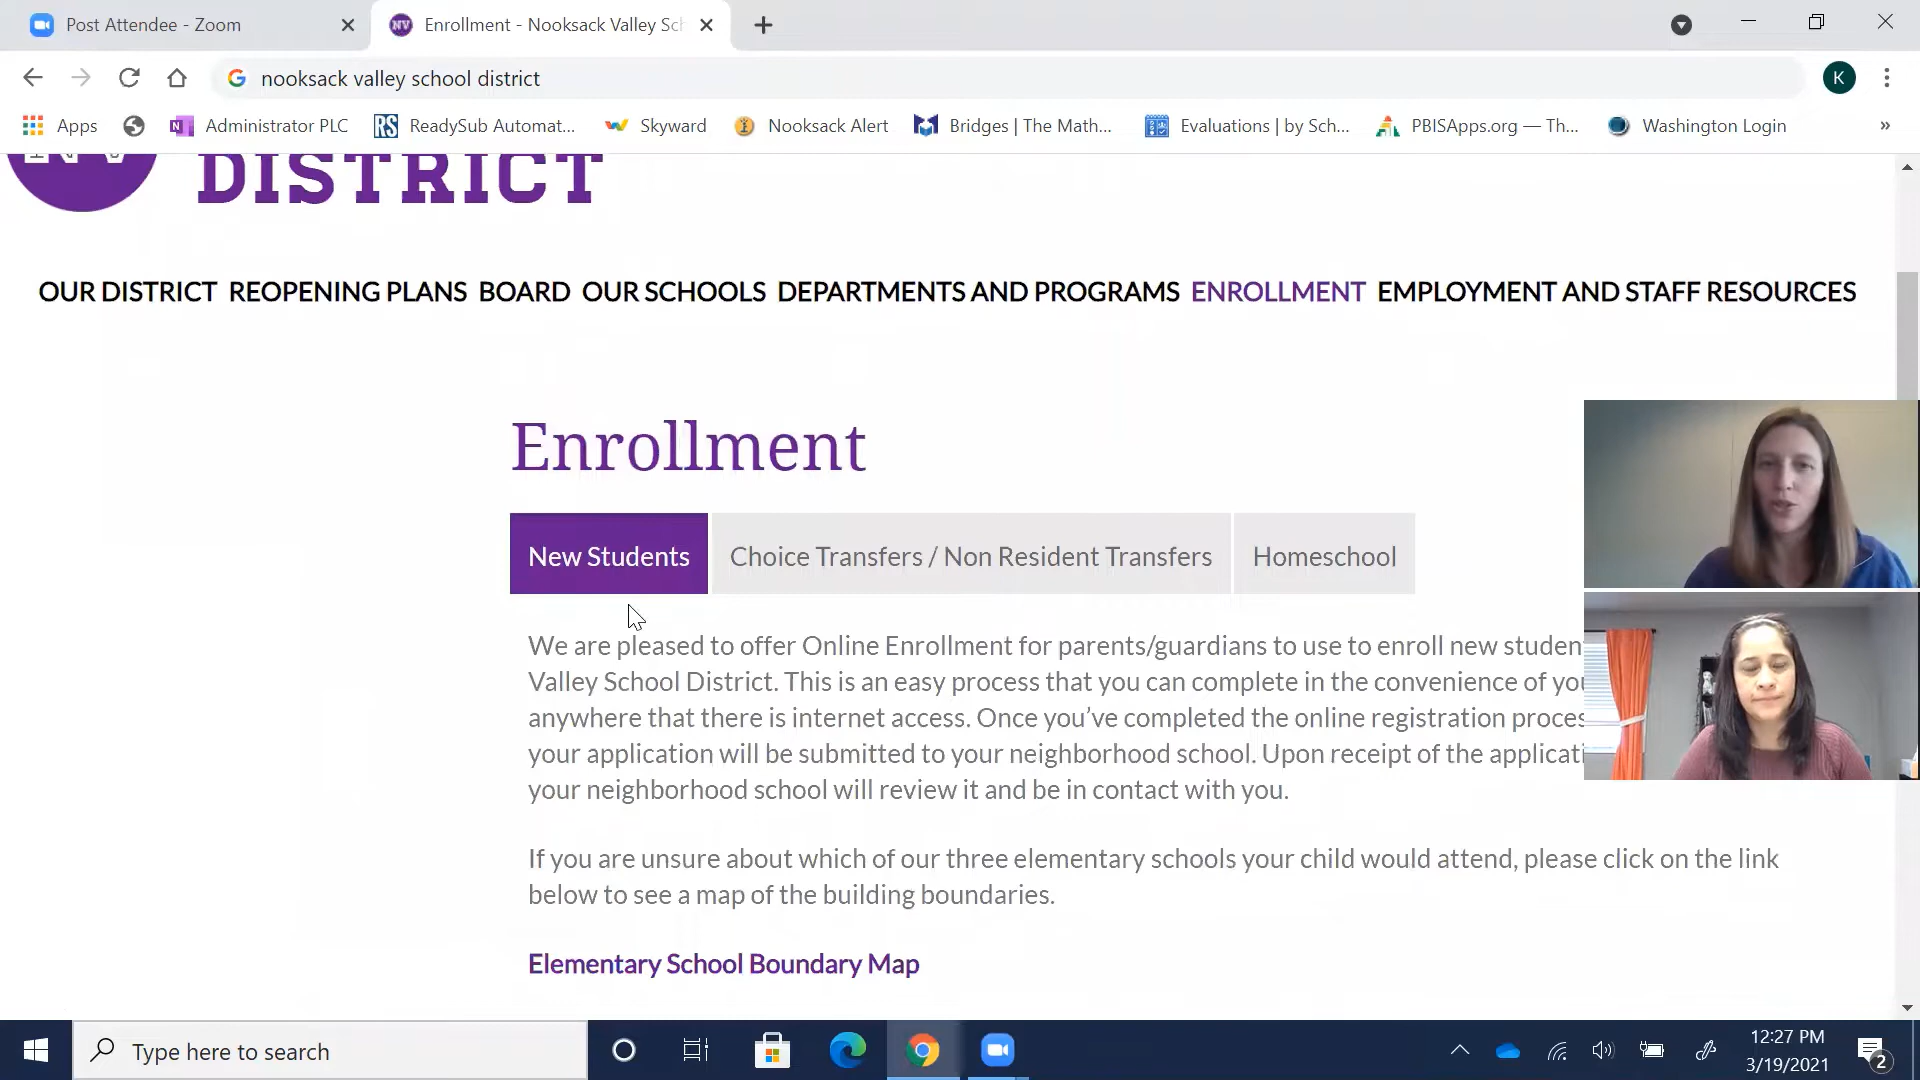 Post Attendee - Zoom
Enrollment - Nooksack Valley Sch
nooksack valley school district
K
Apps
Administrator PLC
ReadySub Automat...
Skyward
Nooksack Alert
Bridges | The Math...
Evaluations | by Sch...
PBISApps.org — Th...
Washington Login
»
DISTRICT
OUR DISTRICT REOPENING PLANS BOARD OUR SCHOOLS DEPARTMENTS AND PROGRAMS ENROLLMENT EMPLOYMENT AND STAFF RESOURCES
Enrollment
New Students
Choice Transfers / Non Resident Transfers
Homeschool
We are pleased to offer Online Enrollment for parents/guardians to use to enroll new studen
Valley School District. This is an easy process that you can complete in the convenience of
anywhere that there is internet access. Once you've completed the online registration proces
your application will be submitted to your neighborhood school. Upon receipt of the applicati
your neighborhood school will review it and be in contact with you.
If you are unsure about which of our three elementary schools your child would attend, please click on the link
below to see a map of the building boundaries.
Elementary School Boundary Map
Type here to search
12:27 PM
3/19/2021
2